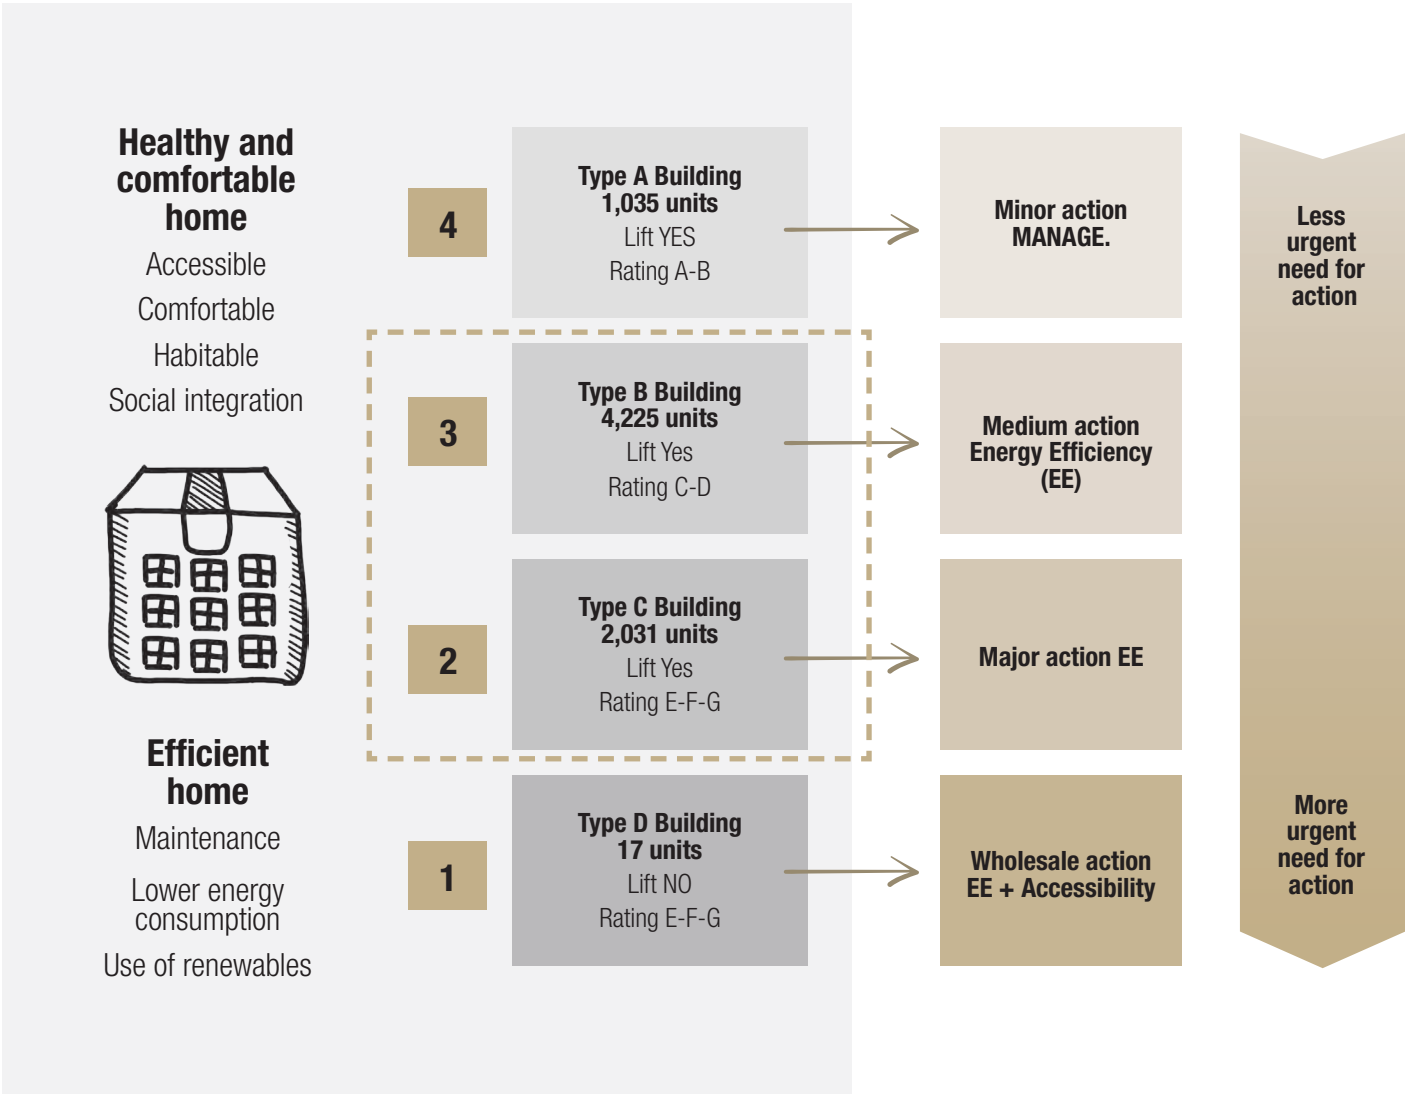 Healthy and
comfortable
home
Accessible
Comfortable
Habitable
Social integration
Efficient
home
Maintenance
Lower energy
consumption
Use of renewables
4
Type A Building
1,035 units
Lift YES
Rating A-B
Minor action
MANAGE.
3
Type B Building
4,225 units
Lift Yes
Rating C-D
Medium action
Energy Efficiency
(EE)
2
Type C Building
2,031 units
Lift Yes
Rating E-F-G
Major action EE
1
Type D Building
17 units
Lift NO
Rating E-F-G
Wholesale action
EE + Accessibility
Less
urgent
need for
action
More
urgent
need for
action